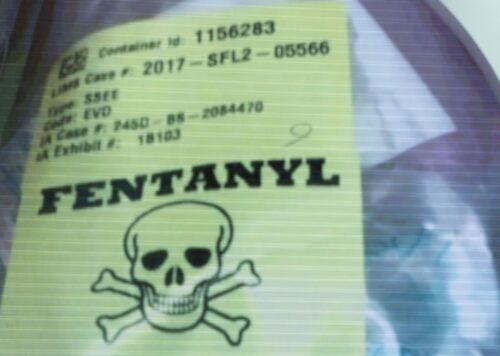 Container Id: 1156283
LIMS Case #: 2017-SFL2-05566
Type: SSEE
Code: EVD
IA Case #: 245D-BS-2084470
IA Exhibit #: 1B103
9
FENTANYL